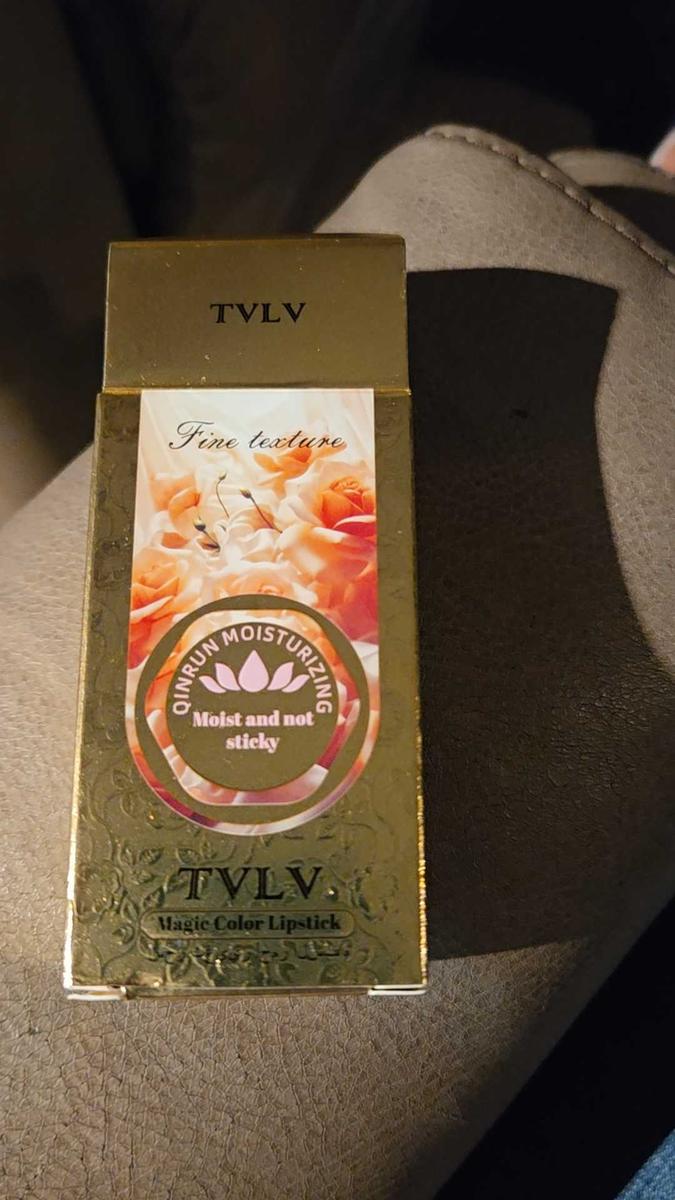 TVLV
Fine texture
QINRUN MOISTURIZING
Moist and not
sticky
TVLV
Magic Color Lipstick